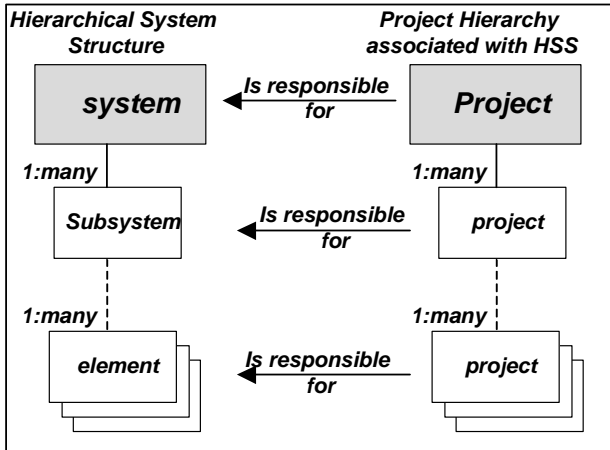 Hierarchical System
Structure
Project Hierarchy
associated with HSS
system
Is responsible
for
Project
1:many
1:many
Subsystem
Is responsible
for
project
1:many
1:many
element
Is responsible
for
project